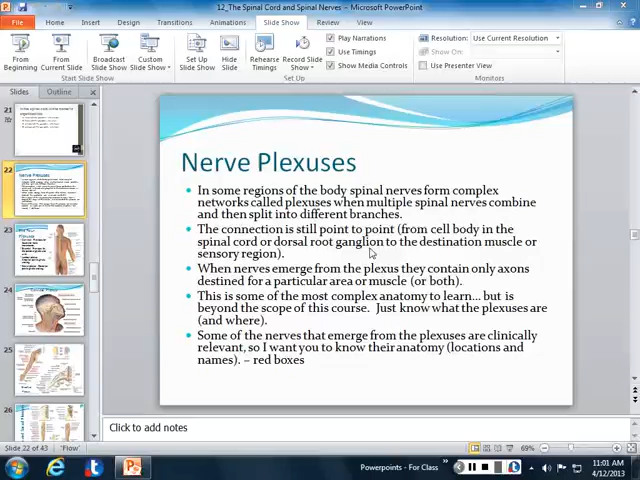 12_The Spinal Cord and Spinal Nerves - Microsoft PowerPoint
File Home Insert Design Transitions Animations Slide Show Review View
From Beginning
From Current Slide
Broadcast Slide Show
Custom Slide Show
Start Slide Show
Set Up Slide Show
Hide Slide
Rehearse Timings
Record Slide Show
Play Narrations
Use Timings
Show Media Controls
Set Up
Resolution: Use Current Resolution
Show On:
Use Presenter View
Monitors
Slides Outline
21
22
Nerve Plexuses
23
24
25
26
Nerve Plexuses
• In some regions of the body spinal nerves form complex
networks called plexuses when multiple spinal nerves combine
and then split into different branches.
• The connection is still point to point (from cell body in the
spinal cord or dorsal root ganglion to the destination muscle or
sensory region).
• When nerves emerge from the plexus they contain only axons
destined for a particular area or muscle (or both).
• This is some of the most complex anatomy to learn... but is
beyond the scope of this course. Just know what the plexuses are
(and where).
• Some of the nerves that emerge from the plexuses are clinically
relevant, so I want you to know their anatomy (locations and
names). – red boxes
Click to add notes
Slide 22 of 43 "Flow" 69%
Powerpoints - For Class
11:01 AM
4/12/2013